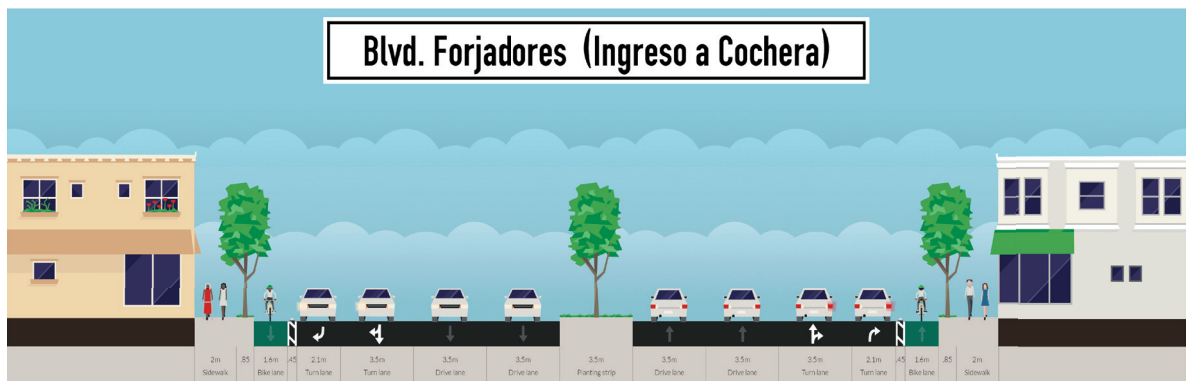 Blvd. Forjadores (Ingreso a Cochera)
2m .85 1.6m .45 2.1m 3.5m 3.5m 3.5m 3.5m 3.5m 3.5m 3.5m 2.1m .45 1.6m .85 2m
Sidewalk Bike lane Turn lane Turn lane Drive lane Drive lane Planting strip Drive lane Drive lane Turn lane Turn lane Bike lane Sidewalk